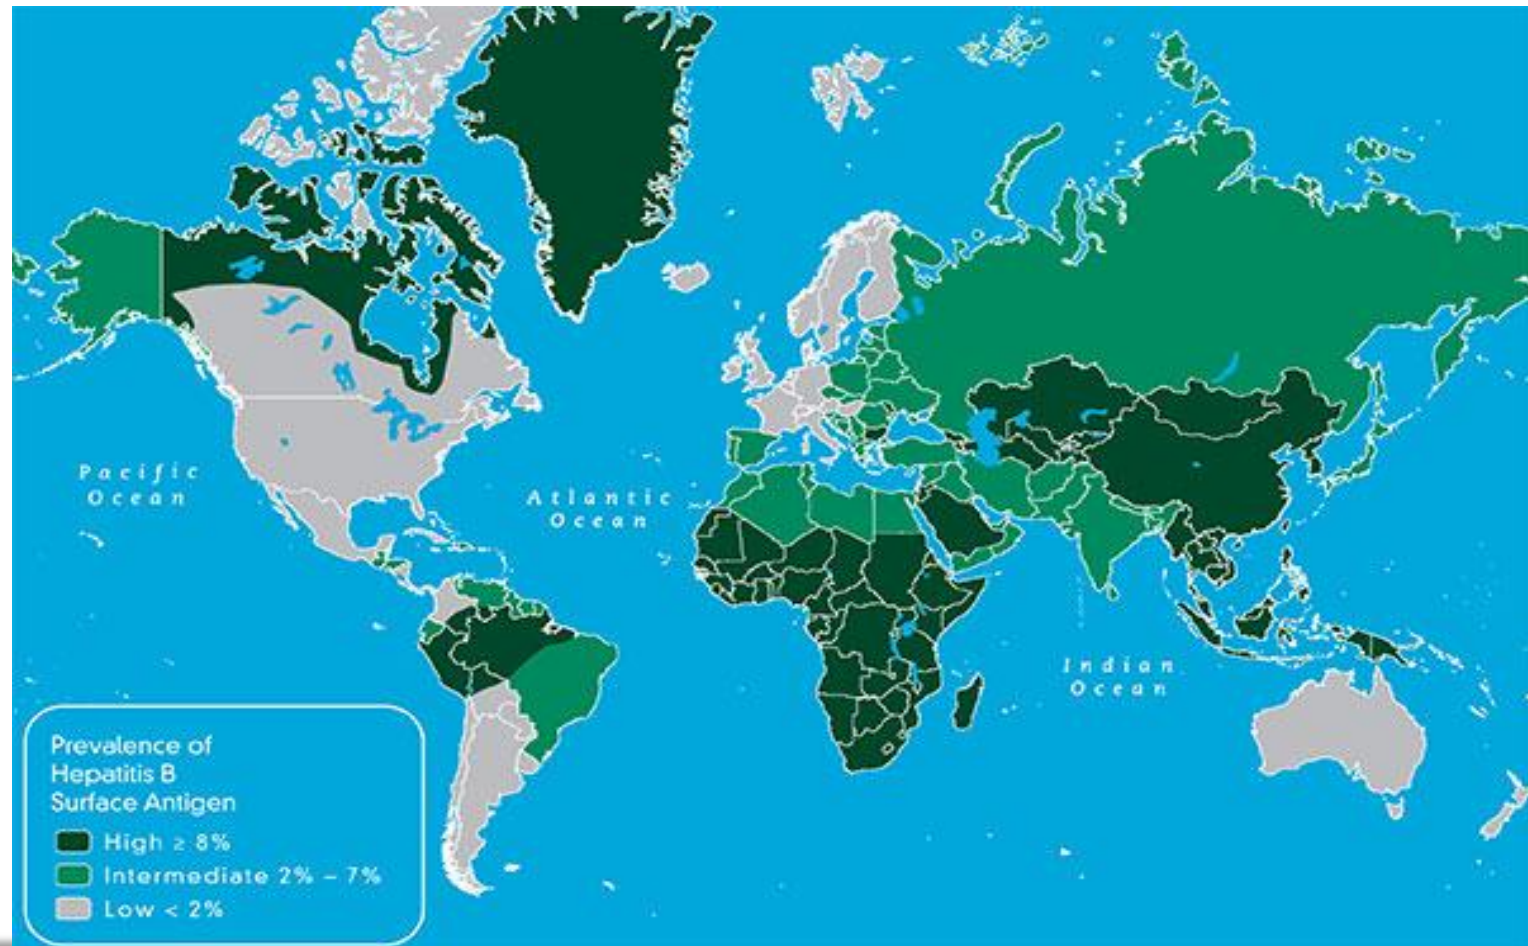 Pacific
Ocean
Atlantic
Ocean
Indian
Ocean
Prevalence of
Hepatitis B
Surface Antigen
High ≥ 8%
Intermediate 2% – 7%
Low < 2%